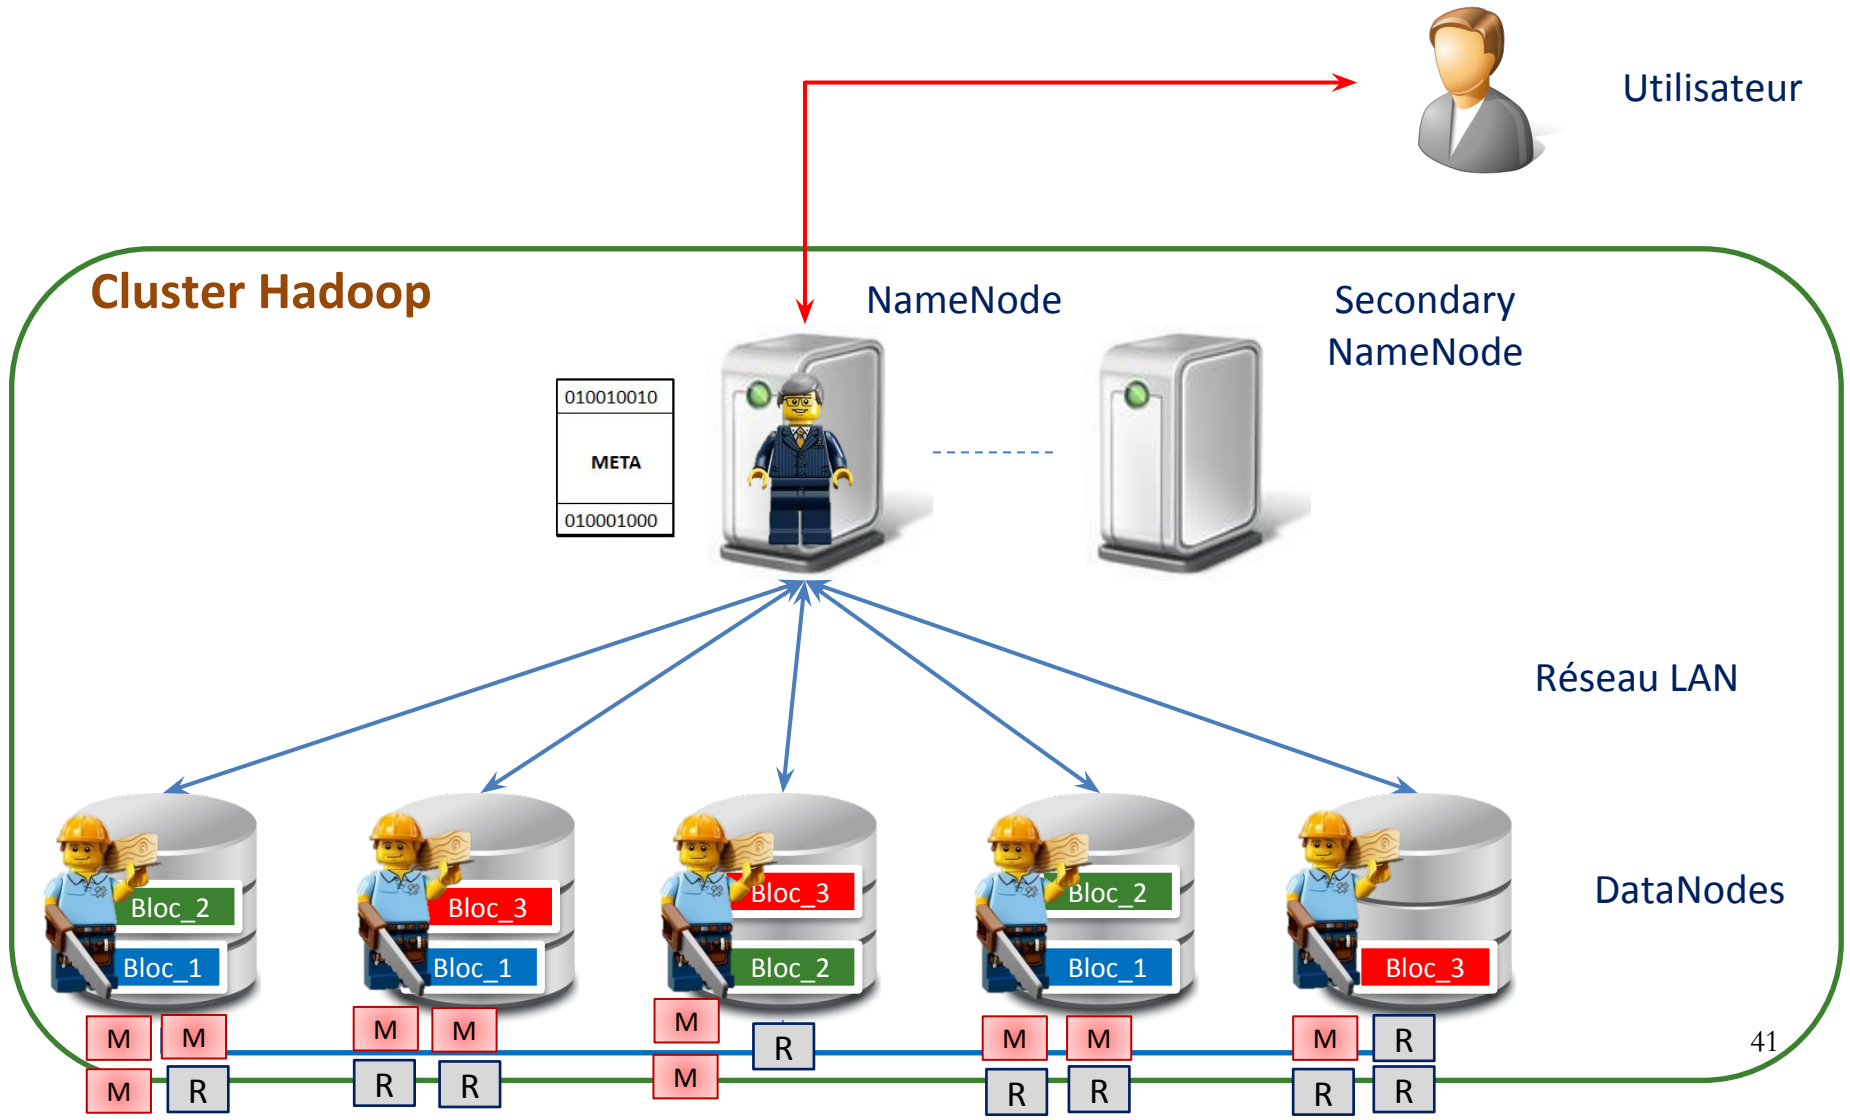 Utilisateur
Cluster Hadoop
NameNode
Secondary
NameNode
010010010
META
010001000
Réseau LAN
DataNodes
Bloc_2
Bloc_3
Bloc_3
Bloc_2
Bloc_1
Bloc_1
Bloc_2
Bloc_1
Bloc_3
M M
M M
M
R
M M
M R
M R
R R
M
R R
R R
41